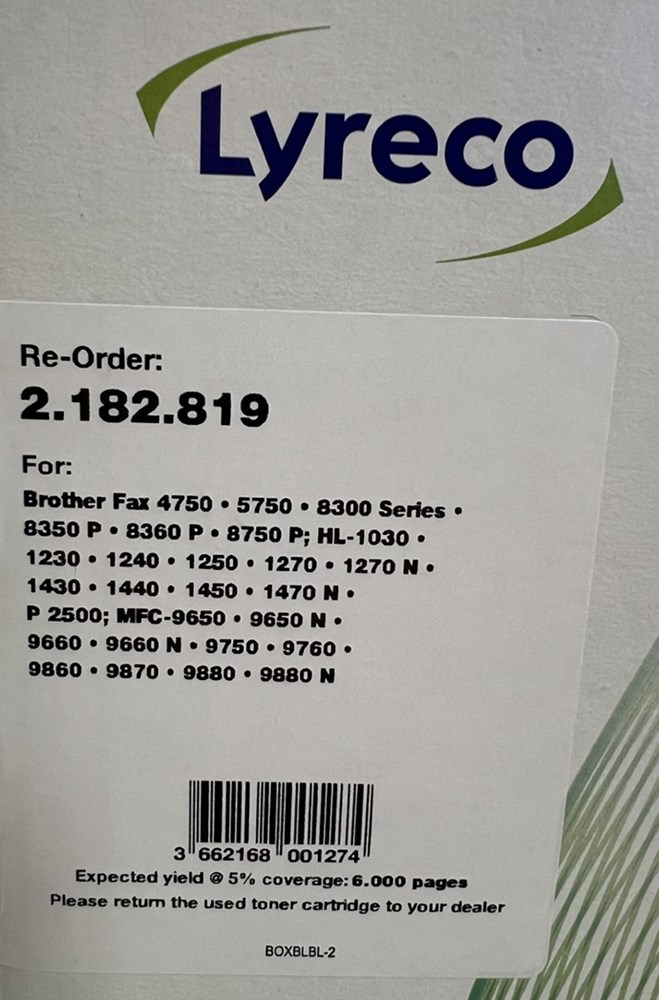 Lyreco
Re-Order:
2.182.819
For:
Brother Fax 4750 • 5750 • 8300 Series •
8350 P • 8360 P • 8750 P; HL-1030 •
1230 • 1240 • 1250 • 1270 • 1270 N •
1430 • 1440 • 1450 • 1470 N •
P 2500; MFC-9650 • 9650 N •
9660 • 9660 N • 9750 • 9760 •
9860 • 9870 • 9880 • 9880 N
3 662168 001274
Expected yield @ 5% coverage: 6.000 pages
Please return the used toner cartridge to your dealer
BOXBLBL-2